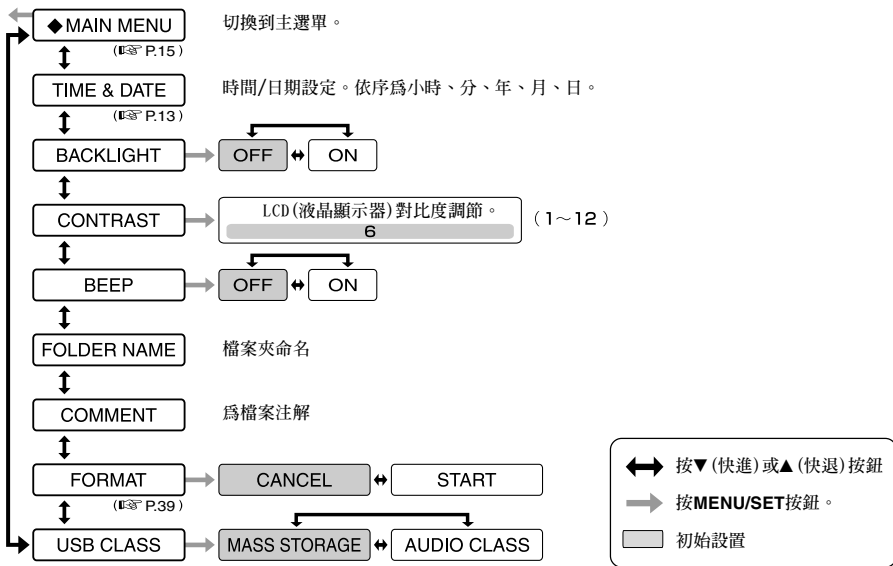 ◆MAIN MENU 切換到主選單。
(☞ P.15)
TIME & DATE 時間/日期設定。依序爲小時、分、年、月、日。
(☞ P.13)
BACKLIGHT OFF ON
CONTRAST LCD(液晶顯示器)對比度調節。
6 (1~12)
BEEP OFF ON
FOLDER NAME 檔案夾命名
COMMENT 爲檔案注解
FORMAT CANCEL START
(☞ P.39)
USB CLASS MASS STORAGE AUDIO CLASS
按▼(快進)或▲(快退)按鈕
按MENU/SET按鈕。
初始設置